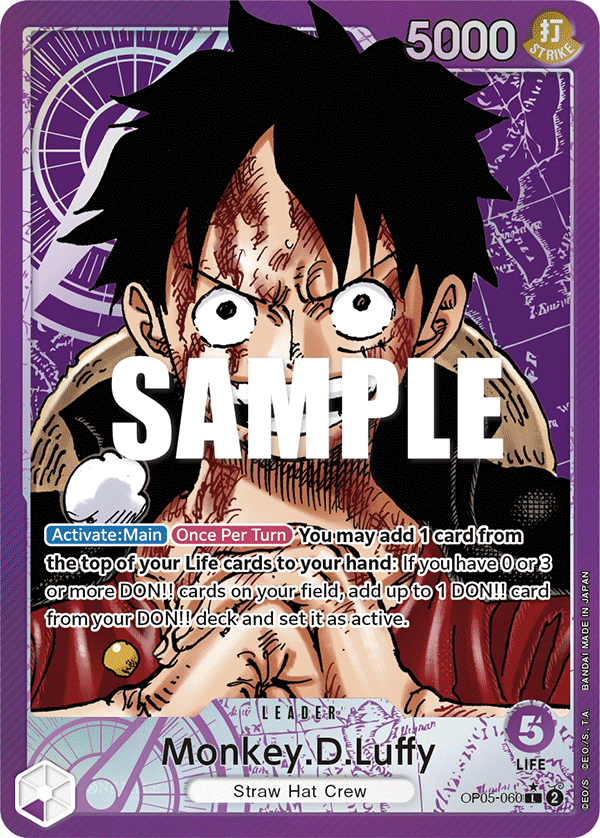 5000
打
STRIKE
SAMPLE
Activate:Main Once Per Turn You may add 1 card from
the top of your Life cards to your hand: If you have 0 or 3
or more DON!! cards on your field, add up to 1 DON!! card
from your DON!! deck and set it as active.
LEADER
Monkey.D.Luffy
Straw Hat Crew
5
LIFE
OP05-060 L 2
©E.O/S ©E.O./S., T.A. BANDAI MADE IN JAPAN